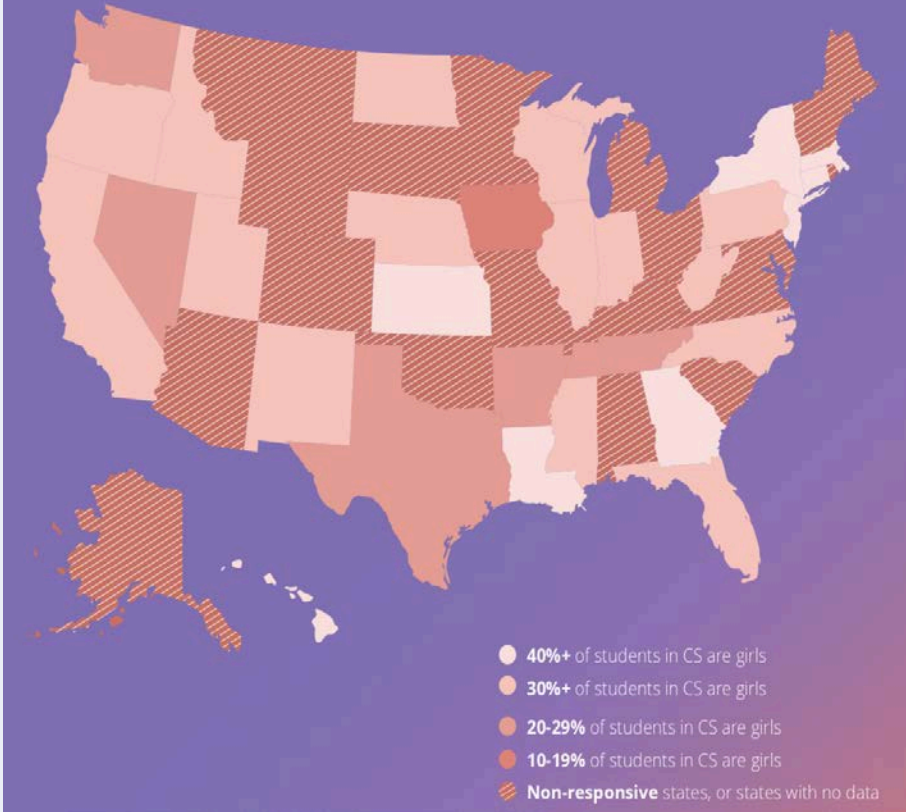 40%+ of students in CS are girls
30%+ of students in CS are girls
20-29% of students in CS are girls
10-19% of students in CS are girls
Non-responsive states, or states with no data